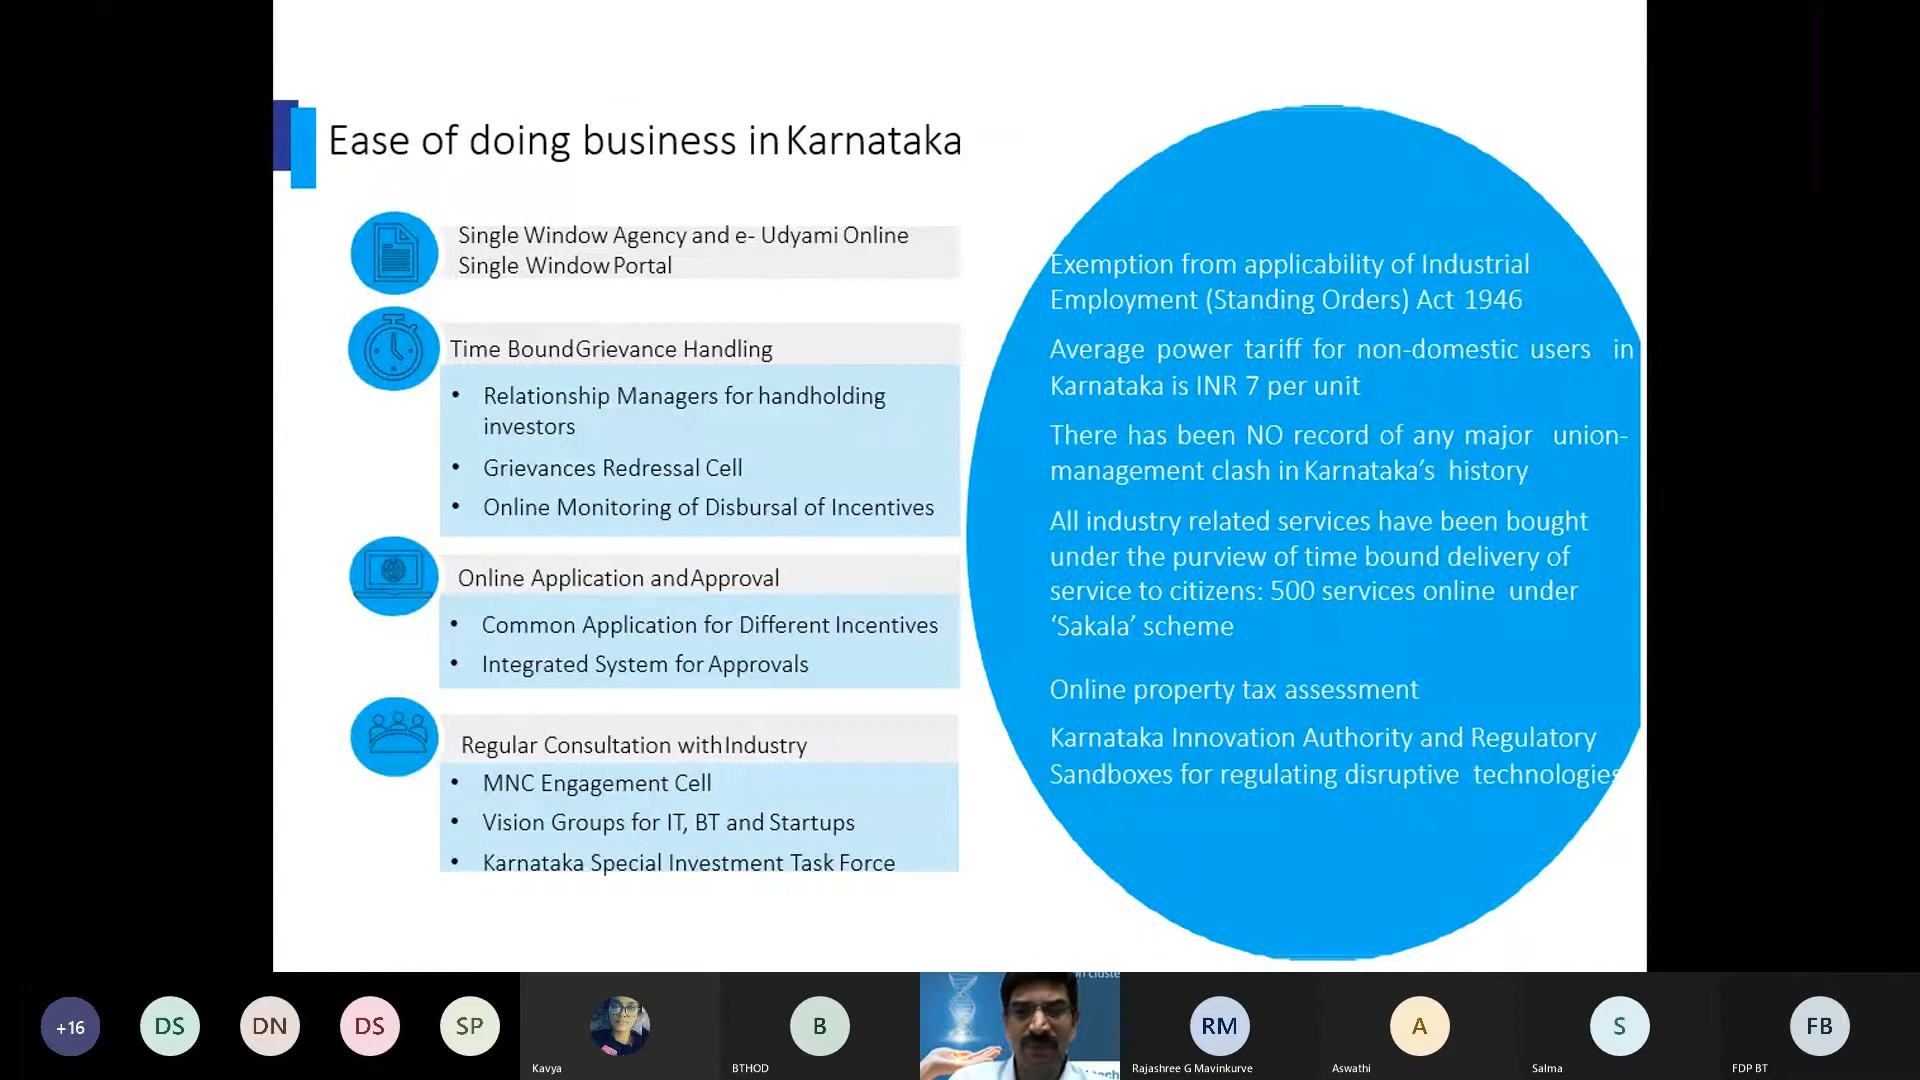 Ease of doing business in Karnataka
Single Window Agency and e- Udyami Online
Single Window Portal
Time Bound Grievance Handling
• Relationship Managers for handholding
investors
• Grievances Redressal Cell
• Online Monitoring of Disbursal of Incentives
Online Application and Approval
• Common Application for Different Incentives
• Integrated System for Approvals
Regular Consultation with Industry
• MNC Engagement Cell
• Vision Groups for IT, BT and Startups
• Karnataka Special Investment Task Force
Exemption from applicability of Industrial
Employment (Standing Orders) Act 1946
Average power tariff for non-domestic users in
Karnataka is INR 7 per unit
There has been NO record of any major union-
management clash in Karnataka’s history
All industry related services have been bought
under the purview of time bound delivery of
service to citizens: 500 services online under
‘Sakala’ scheme
Online property tax assessment
Karnataka Innovation Authority and Regulatory
Sandboxes for regulating disruptive technologies
+16
DS
DN
DS
SP
Kavya
B
BTHOD
RM
Rajashree G Mavinkurve
A
Aswathi
S
Salma
FB
FDP BT